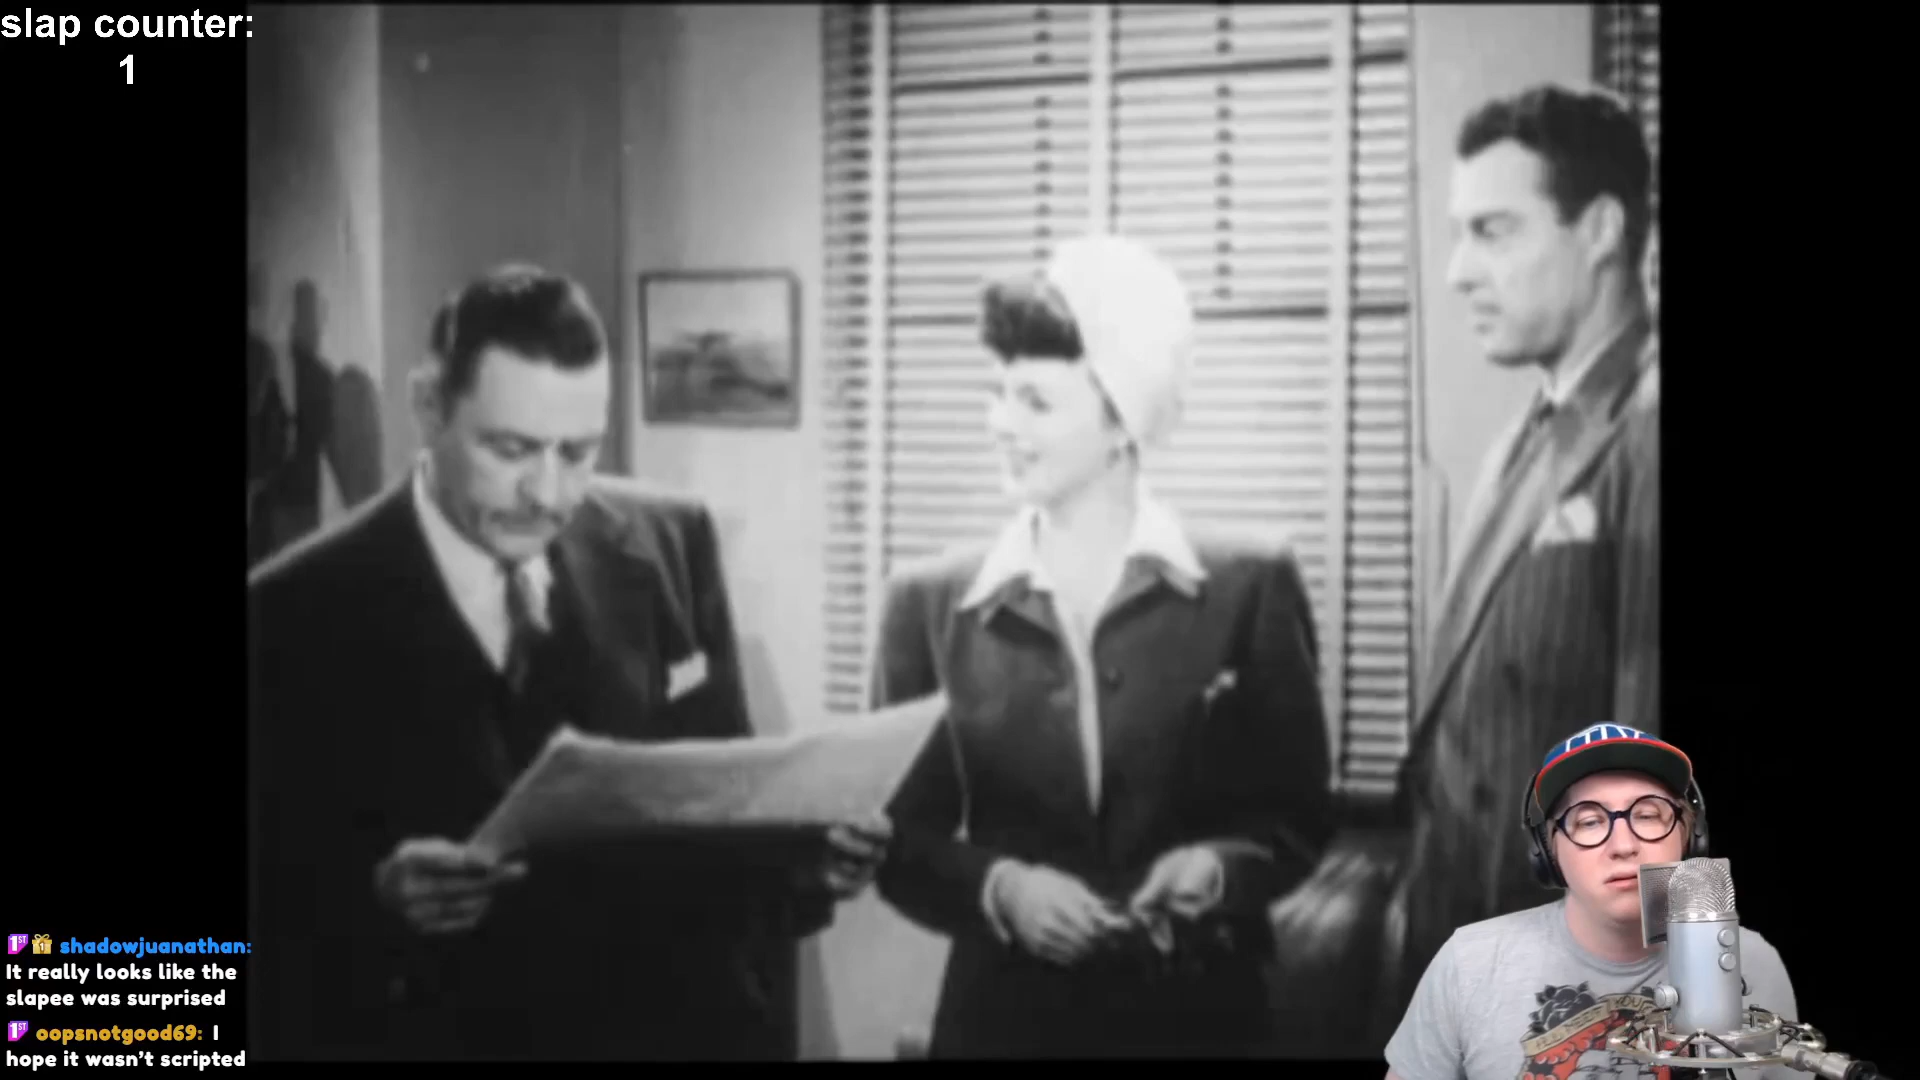 slap counter:
1
shadowjuanathan:
It really looks like the
slapee was surprised
oopsnotgood69: I
hope it wasn't scripted